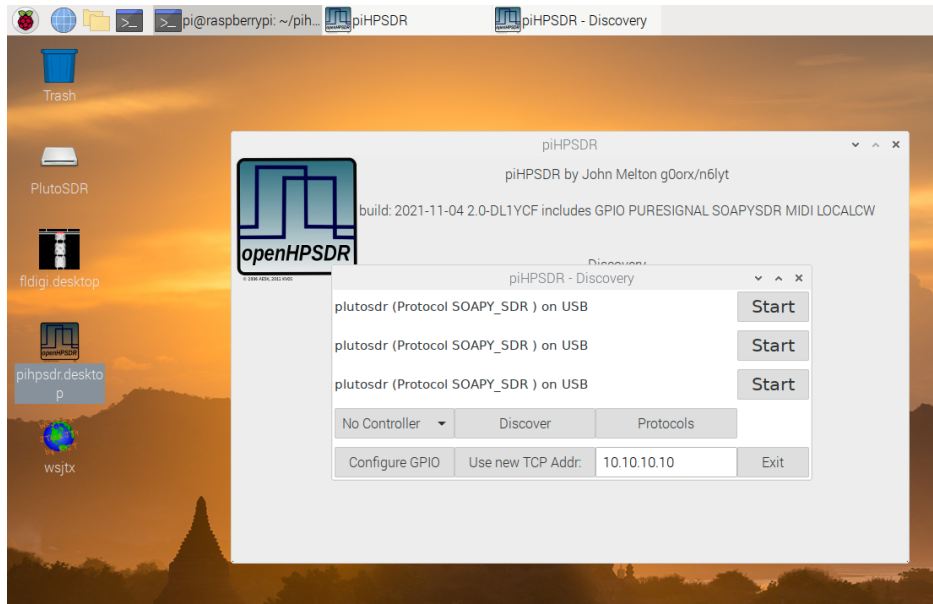 pi@raspberrypi: ~/pih...
piHPSDR
piHPSDR - Discovery
Trash
PlutoSDR
fldigi.desktop
openHPSDR
pihpsdr.deskto
p
wsjtx
piHPSDR
piHPSDR by John Melton g0orx/n6lyt
build: 2021-11-04 2.0-DL1YCF includes GPIO PURESIGNAL SOAPYSDR MIDI LOCALCW
openHPSDR
Discovery
piHPSDR - Discovery
plutosdr (Protocol SOAPY_SDR ) on USB
Start
plutosdr (Protocol SOAPY_SDR ) on USB
Start
plutosdr (Protocol SOAPY_SDR ) on USB
Start
No Controller
Discover
Protocols
Configure GPIO
Use new TCP Addr:
10.10.10.10
Exit